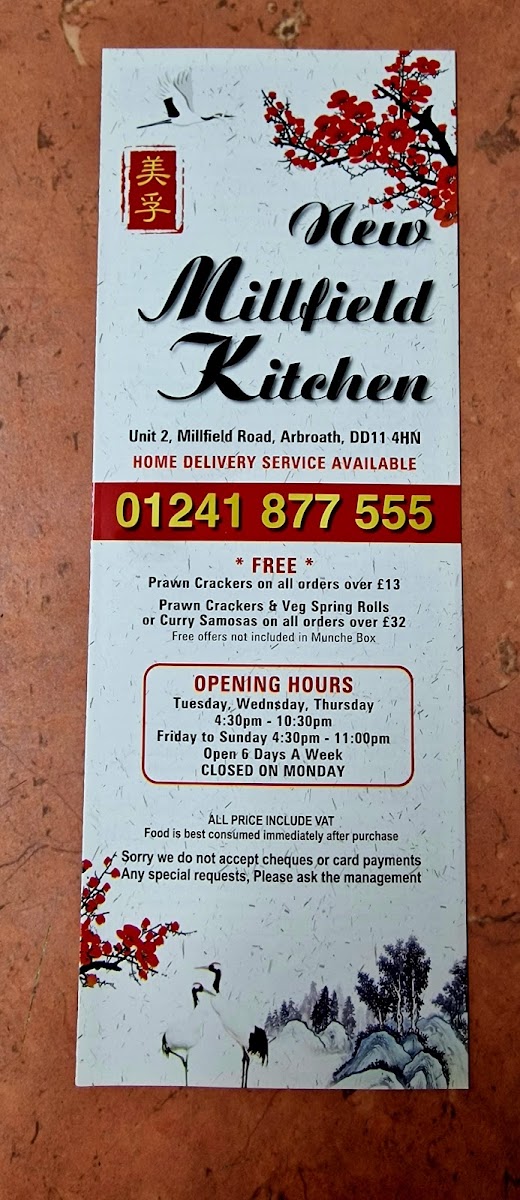 美
孚
New
Millfield
Kitchen
Unit 2, Millfield Road, Arbroath, DD11 4HN
HOME DELIVERY SERVICE AVAILABLE
01241 877 555
* FREE *
Prawn Crackers on all orders over £13
Prawn Crackers & Veg Spring Rolls
or Curry Samosas on all orders over £32
Free offers not included in Munche Box
OPENING HOURS
Tuesday, Wednsday, Thursday
4:30pm - 10:30pm
Friday to Sunday 4:30pm - 11:00pm
Open 6 Days A Week
CLOSED ON MONDAY
ALL PRICE INCLUDE VAT
Food is best consumed immediately after purchase
Sorry we do not accept cheques or card payments
Any special requests, Please ask the management